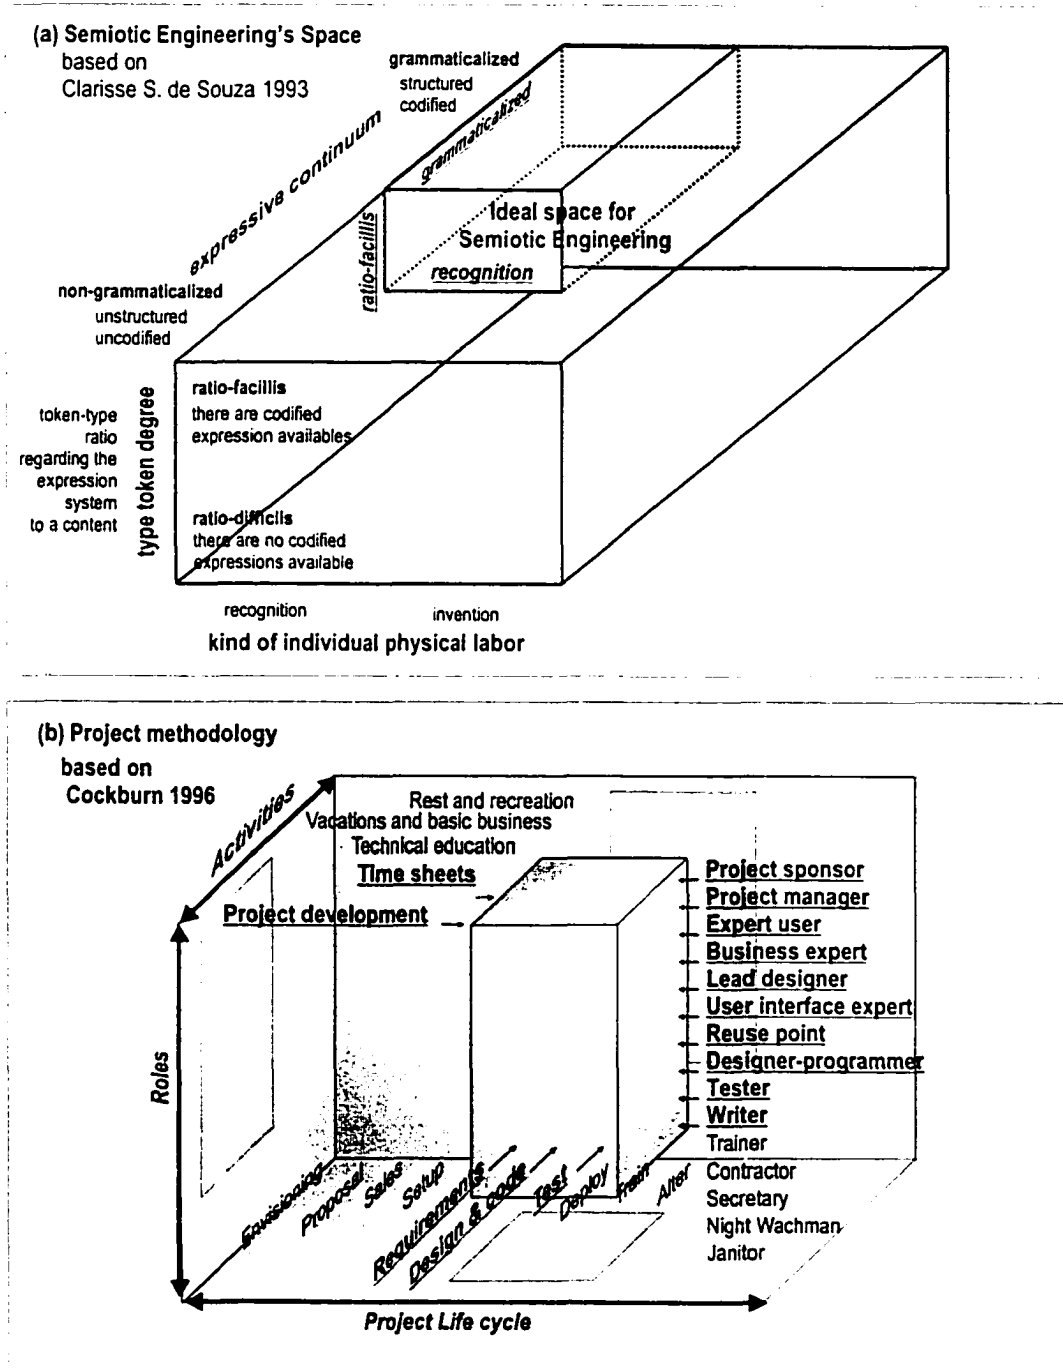 (a) Semiotic Engineering's Space
based on
Clarisse S. de Souza 1993
grammaticalized
structured
codified
grammaticalized
expressive continuum
Ideal space for
Semiotic Engineering
recognition
ratio-facillis
non-grammaticalized
unstructured
uncodified
ratio-facillis
there are codified
expression availables
token-type
ratio
regarding the
expression
system
to a content
type token degree
ratio-difficlis
there are no codified
expressions available
recognition
invention
kind of individual physical labor
(b) Project methodology
based on
Cockburn 1996
Activities
Rest and recreation
Vacations and basic business
Technical education
Time sheets
Project development
Project sponsor
Project manager
Expert user
Business expert
Lead designer
User interface expert
Reuse point
Designer-programmer
Tester
Writer
Trainer
Contractor
Secretary
Night Wachman
Janitor
Roles
Envisioning
Proposal
Sales
Setup
Requirements
Design & code
Test
Deploy
Train
Alter
Project Life cycle